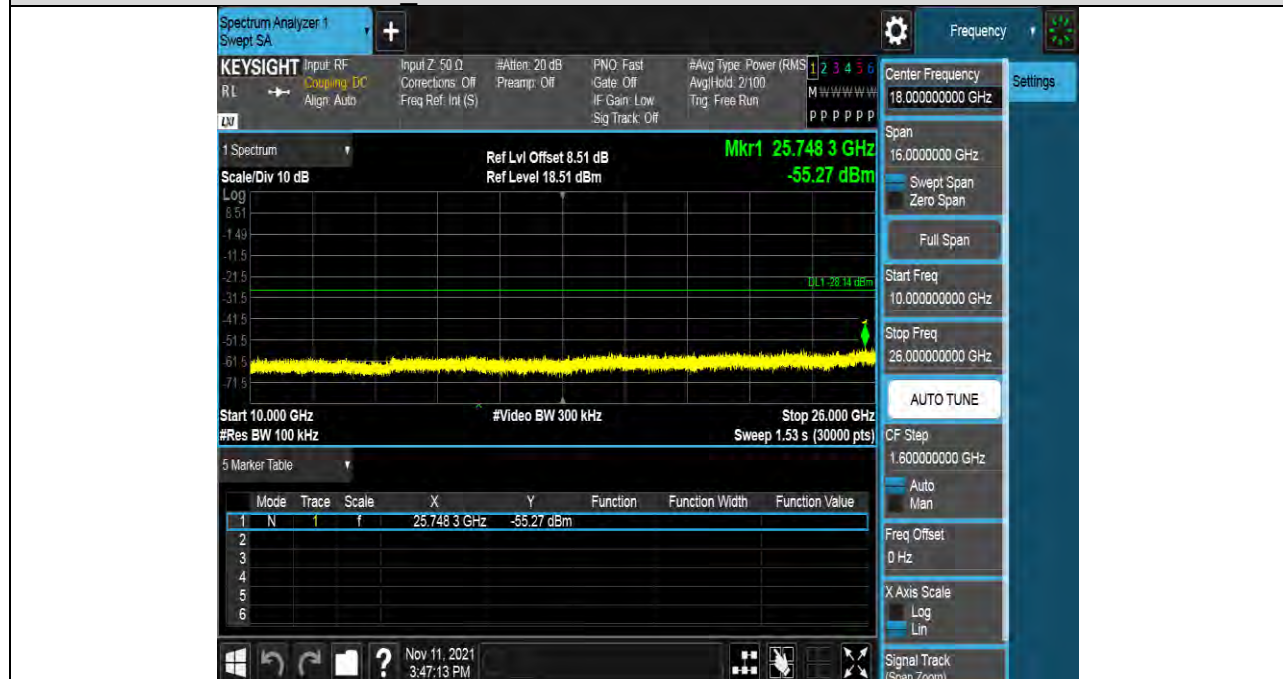 Spectrum Analyzer 1
Swept SA
+
Frequency
KEYSIGHT Input: RF Input Z: 50 Ω #Atten: 20 dB PNO: Fast #Avg Type: Power (RMS 1 2 3 4 5 6
RL Coupling: DC Corrections: Off Preamp: Off Gate: Off Avg|Hold: 2/100 M W W W W W
Align: Auto Freq Ref: Int (S) IF Gain: Low Trig: Free Run
LXI Sig Track: Off P P P P P P
1 Spectrum Ref Lvl Offset 8.51 dB Mkr1 25.748 3 GHz
Scale/Div 10 dB Ref Level 18.51 dBm -55.27 dBm
Log
8.51
-1.49
-11.5
-21.5
DL1 -28.14 dBm
-31.5
-41.5
1
-51.5
-61.5
-71.5
Start 10.000 GHz #Video BW 300 kHz Stop 26.000 GHz
#Res BW 100 kHz Sweep 1.53 s (30000 pts)
5 Marker Table
Mode Trace Scale X Y Function Function Width Function Value
1 N 1 f 25.748 3 GHz -55.27 dBm
2
3
4
5
6
? Nov 11, 2021
3:47:13 PM
Center Frequency
18.000000000 GHz
Settings
Span
16.0000000 GHz
Swept Span
Zero Span
Full Span
Start Freq
10.000000000 GHz
Stop Freq
26.000000000 GHz
AUTO TUNE
CF Step
1.600000000 GHz
Auto
Man
Freq Offset
0 Hz
X Axis Scale
Log
Lin
Signal Track
(Span Zoom)